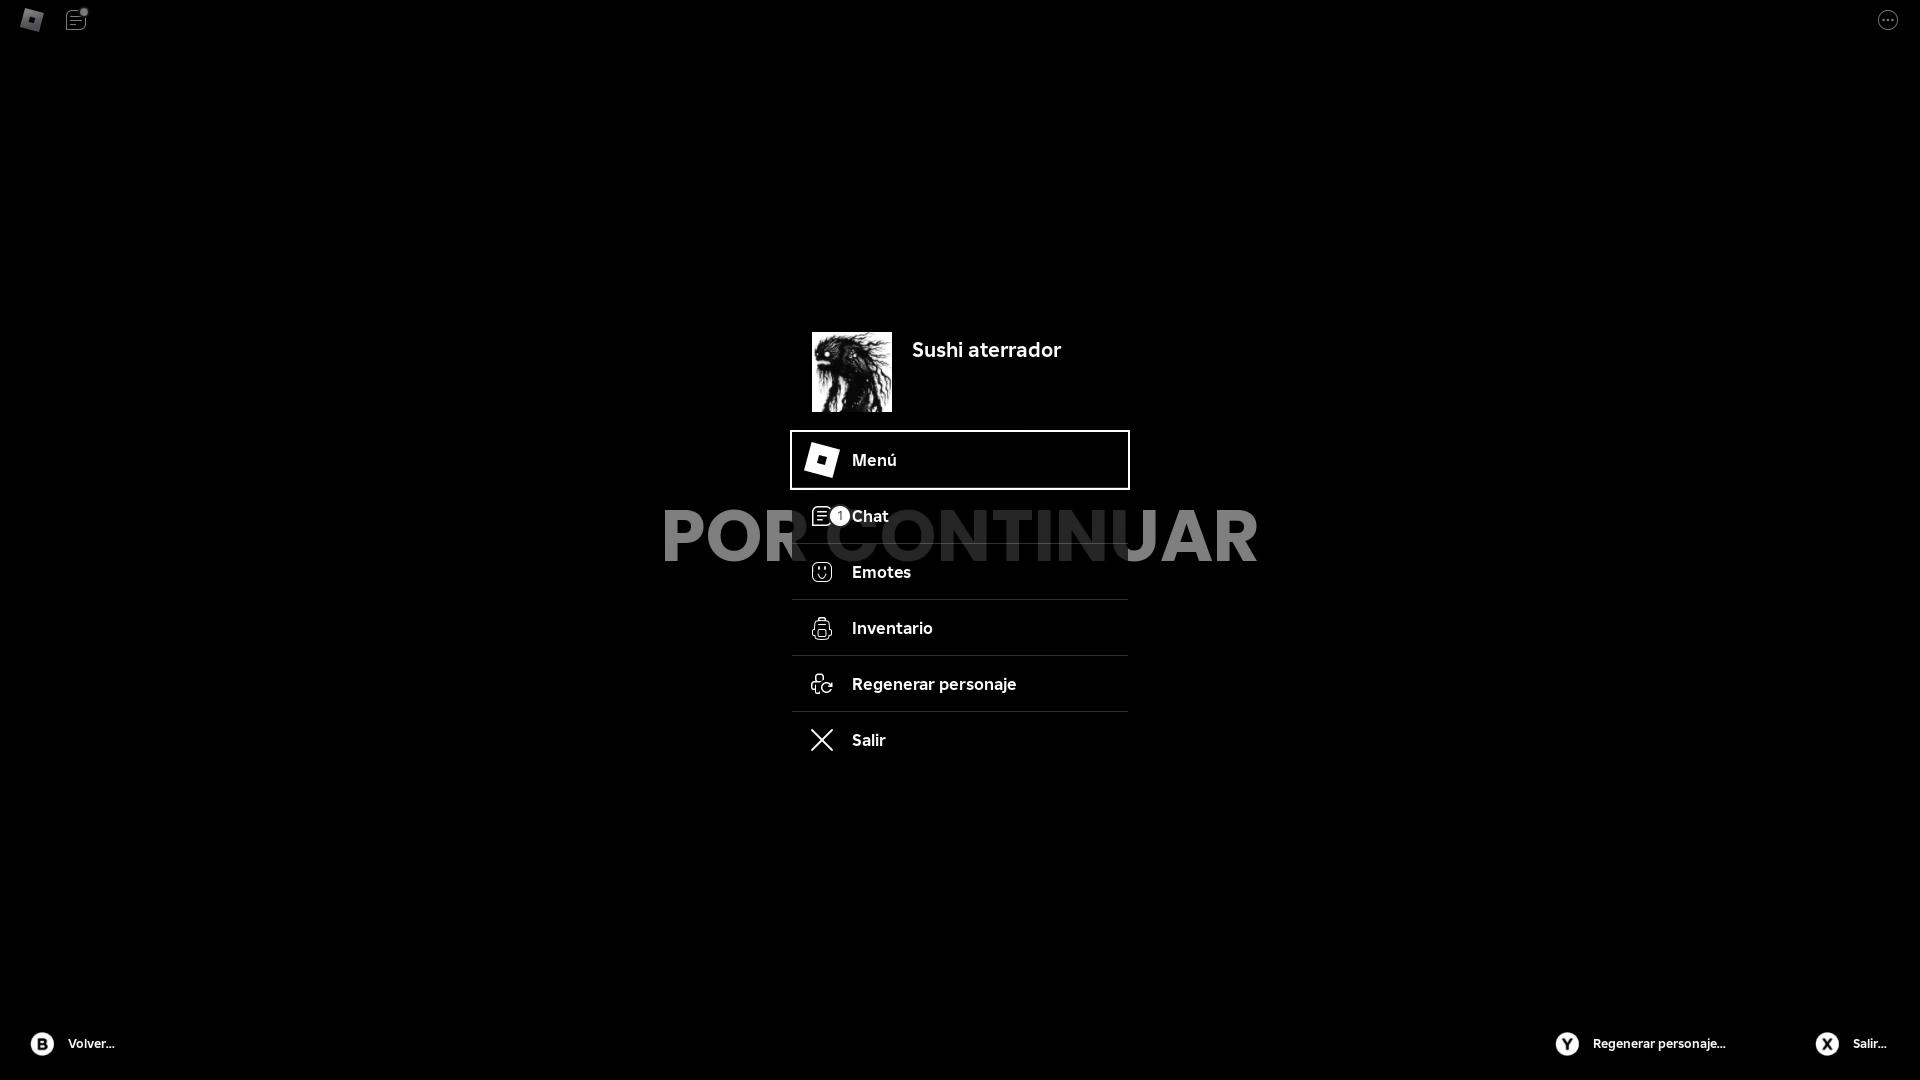 Sushi aterrador
Menú
POR CONTINUAR
1 Chat
Emotes
Inventario
Regenerar personaje
Salir
B Volver...
Y Regenerar personaje...
X Salir...